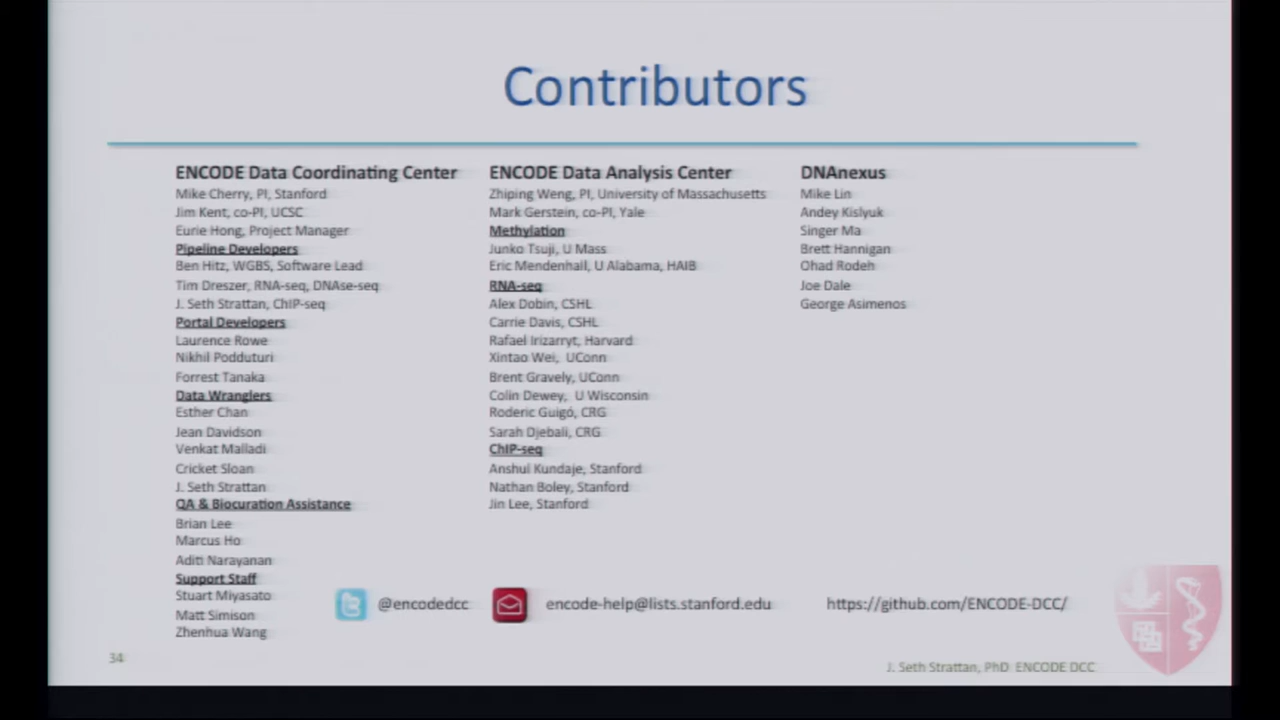 Contributors
ENCODE Data Coordinating Center
Mike Cherry, PI, Stanford
Jim Kent, co-PI, UCSC
Eurie Hong, Project Manager
Pipeline Developers
Ben Hitz, WGBS, Software Lead
Tim Dreszer, RNA-seq, DNAse-seq
J. Seth Strattan, ChIP-seq
Portal Developers
Laurence Rowe
Nikhil Podduturi
Forrest Tanaka
Data Wranglers
Esther Chan
Jean Davidson
Venkat Malladi
Cricket Sloan
J. Seth Strattan
QA & Biocuration Assistance
Brian Lee
Marcus Ho
Aditi Narayanan
Support Staff
Stuart Miyasato
Matt Simison
Zhenhua Wang
ENCODE Data Analysis Center
Zhiping Weng, PI, University of Massachusetts
Mark Gerstein, co-PI, Yale
Methylation
Junko Tsuji, U Mass
Eric Mendenhall, U Alabama, HAIB
RNA-seq
Alex Dobin, CSHL
Carrie Davis, CSHL
Rafael Irizarryt, Harvard
Xintao Wei, UConn
Brent Gravely, UConn
Colin Dewey, U Wisconsin
Roderic Guigó, CRG
Sarah Djebali, CRG
ChIP-seq
Anshul Kundaje, Stanford
Nathan Boley, Stanford
Jin Lee, Stanford
DNAnexus
Mike Lin
Andey Kislyuk
Singer Ma
Brett Hannigan
Ohad Rodeh
Joe Dale
George Asimenos
@encodedcc
encode-help@lists.stanford.edu
https://github.com/ENCODE-DCC/
34
J. Seth Strattan, PhD ENCODE DCC